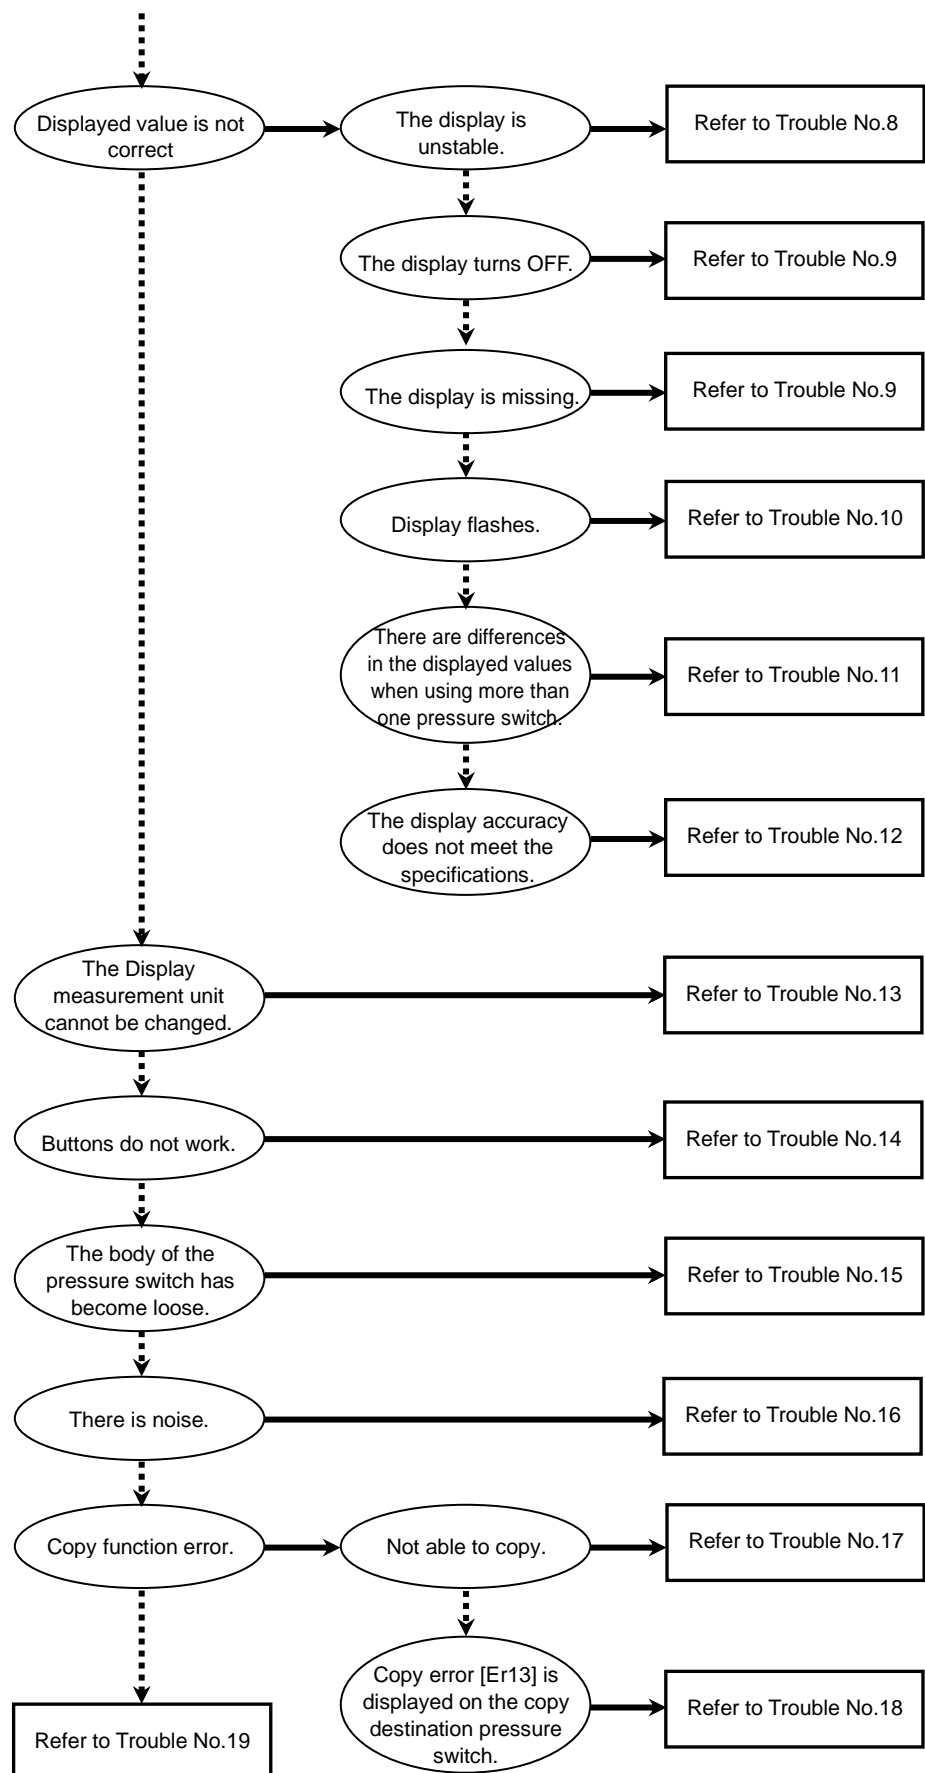 Displayed value is not
correct
The display is
unstable.
Refer to Trouble No.8
The display turns OFF.
Refer to Trouble No.9
The display is missing.
Refer to Trouble No.9
Display flashes.
Refer to Trouble No.10
There are differences
in the displayed values
when using more than
one pressure switch.
Refer to Trouble No.11
The display accuracy
does not meet the
specifications.
Refer to Trouble No.12
The Display
measurement unit
cannot be changed.
Refer to Trouble No.13
Buttons do not work.
Refer to Trouble No.14
The body of the
pressure switch has
become loose.
Refer to Trouble No.15
There is noise.
Refer to Trouble No.16
Copy function error.
Not able to copy.
Refer to Trouble No.17
Copy error [Er13] is
displayed on the copy
destination pressure
switch.
Refer to Trouble No.18
Refer to Trouble No.19